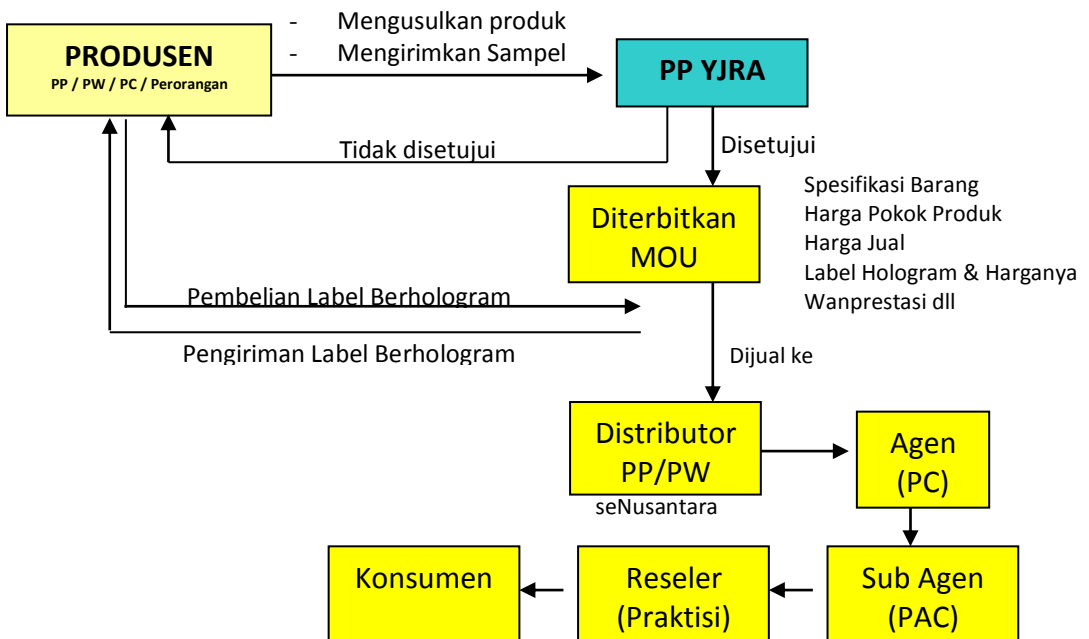 - Mengusulkan produk
- Mengirimkan Sampel
PRODUSEN
PP / PW / PC / Perorangan
PP YJRA
Tidak disetujui
Disetujui
Diterbitkan
MOU
Spesifikasi Barang
Harga Pokok Produk
Harga Jual
Label Hologram & Harganya
Wanprestasi dll
Pembelian Label Berhologram
Pengiriman Label Berhologram
Dijual ke
Distributor
PP/PW
seNusantara
Agen
(PC)
Konsumen
Reseler
(Praktisi)
Sub Agen
(PAC)